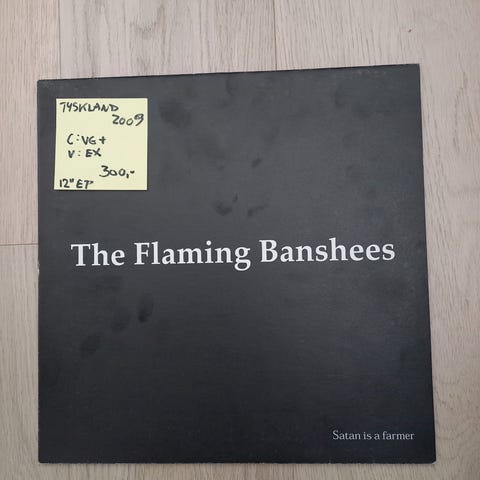 TYSKLAND
2009
C: VG+
V: EX
300,-
12" EP
The Flaming Banshees
Satan is a farmer